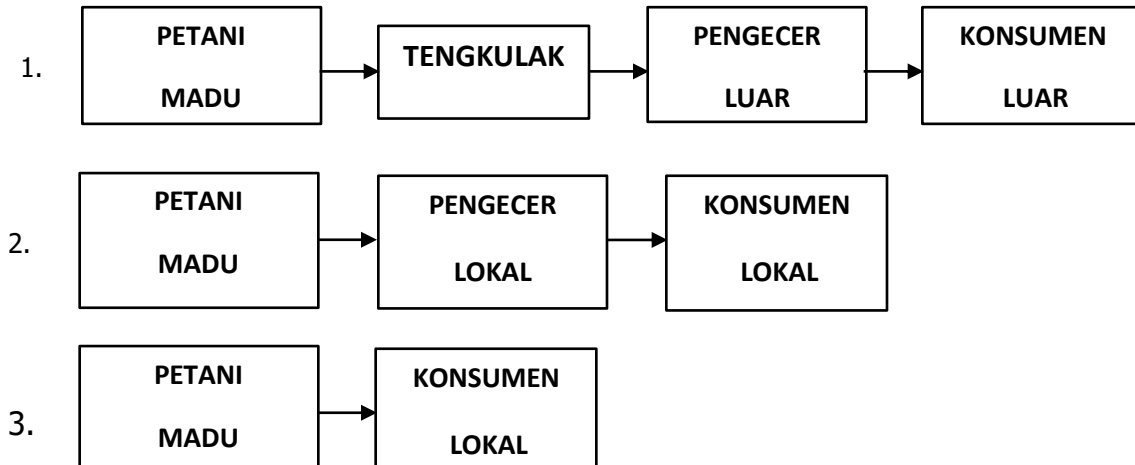 1.
PETANI
MADU
TENGKULAK
PENGECER
LUAR
KONSUMEN
LUAR
2.
PETANI
MADU
PENGECER
LOKAL
KONSUMEN
LOKAL
3.
PETANI
MADU
KONSUMEN
LOKAL